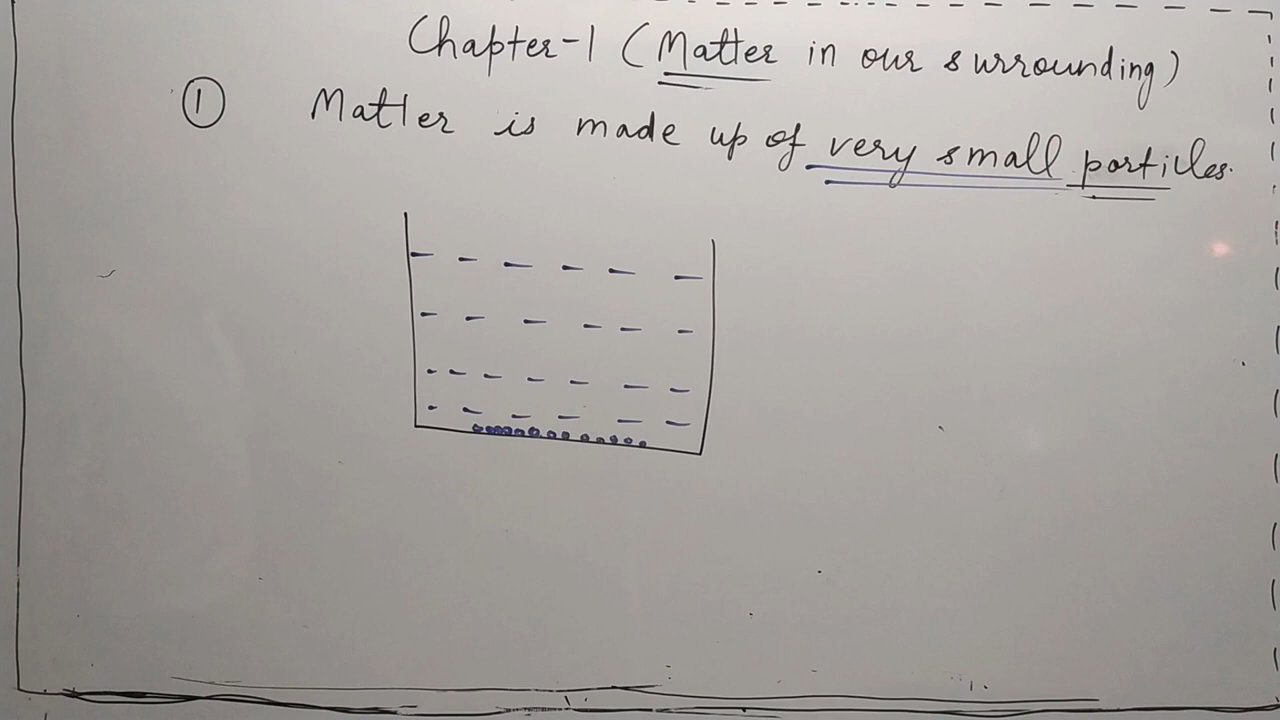 Chapter-1 (Matter in our surrounding)
① Matter is made up of very small particles.